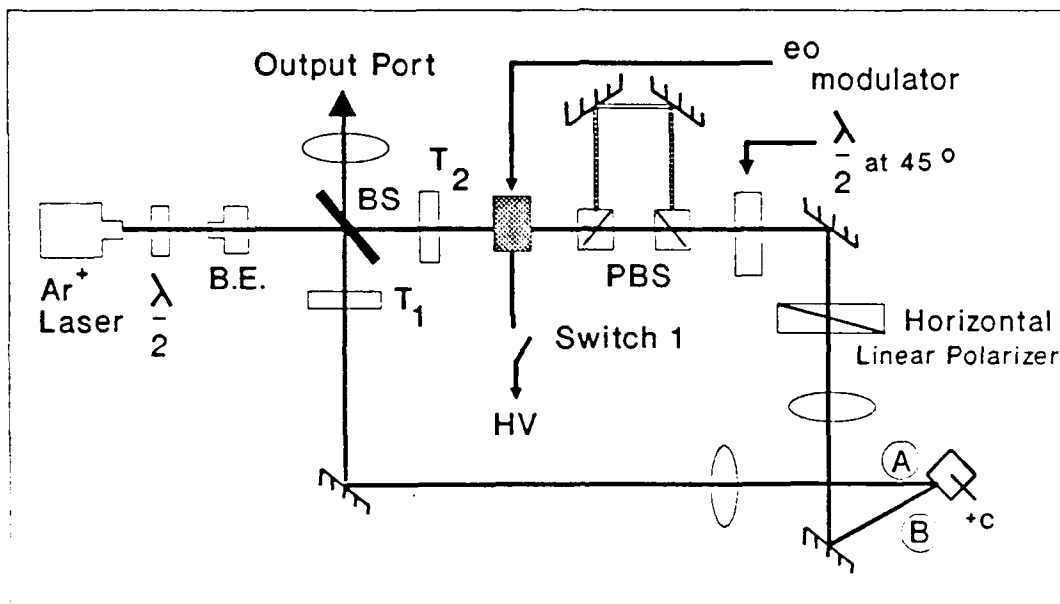 Output Port
eo
modulator
λ
2
at 45 °
T2
BS
Ar+
Laser
λ
2
B.E.
T1
PBS
Switch 1
HV
Horizontal
Linear Polarizer
A
B
+C